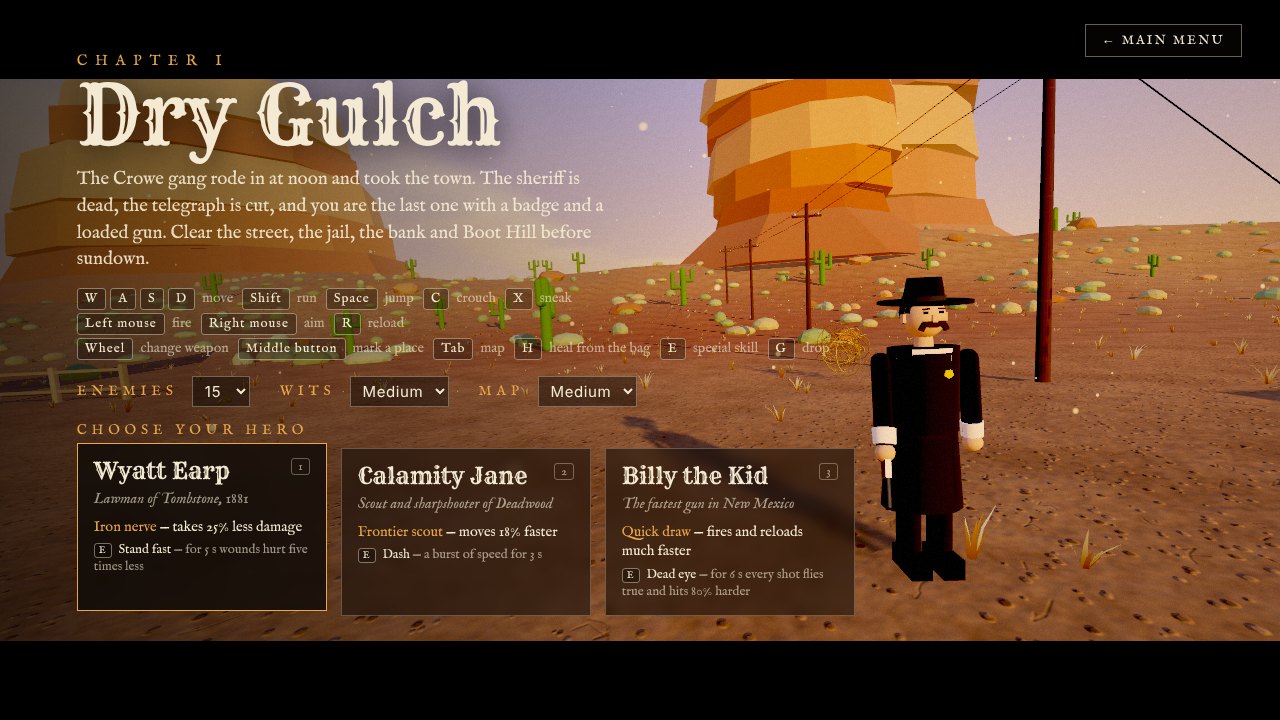 ← MAIN MENU
CHAPTER I
Dry Gulch
The Crowe gang rode in at noon and took the town. The sheriff is
dead, the telegraph is cut, and you are the last one with a badge and a
loaded gun. Clear the street, the jail, the bank and Boot Hill before
sundown.
W A S D move Shift run Space jump C crouch X sneak
Left mouse fire Right mouse aim R reload
Wheel change weapon Middle button mark a place Tab map H heal from the bag E special skill G drop
ENEMIES 15 WITS Medium MAP Medium
CHOOSE YOUR HERO
Wyatt Earp 1
Lawman of Tombstone, 1881
Iron nerve — takes 25% less damage
E Stand fast — for 5 s wounds hurt five
times less
Calamity Jane 2
Scout and sharpshooter of Deadwood
Frontier scout — moves 18% faster
E Dash — a burst of speed for 3 s
Billy the Kid 3
The fastest gun in New Mexico
Quick draw — fires and reloads
much faster
E Dead eye — for 6 s every shot flies
true and hits 80% harder